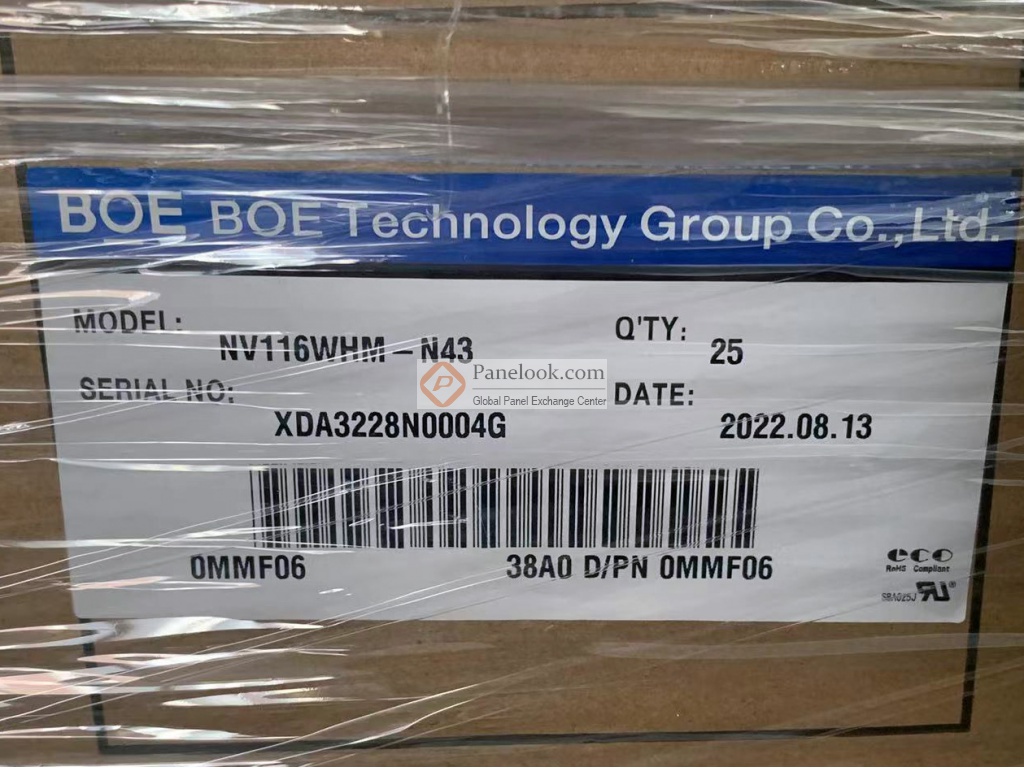 BOE BOE Technology Group Co.,Ltd.
MODEL: Q'TY:
NV116WHM-N43 25
Panelook.com
Global Panel Exchange Center
SERIAL NO: DATE:
XDA3228N0004G 2022.08.13
0MMF06 38A0 D/PN 0MMF06
eco
RoHS Compliant